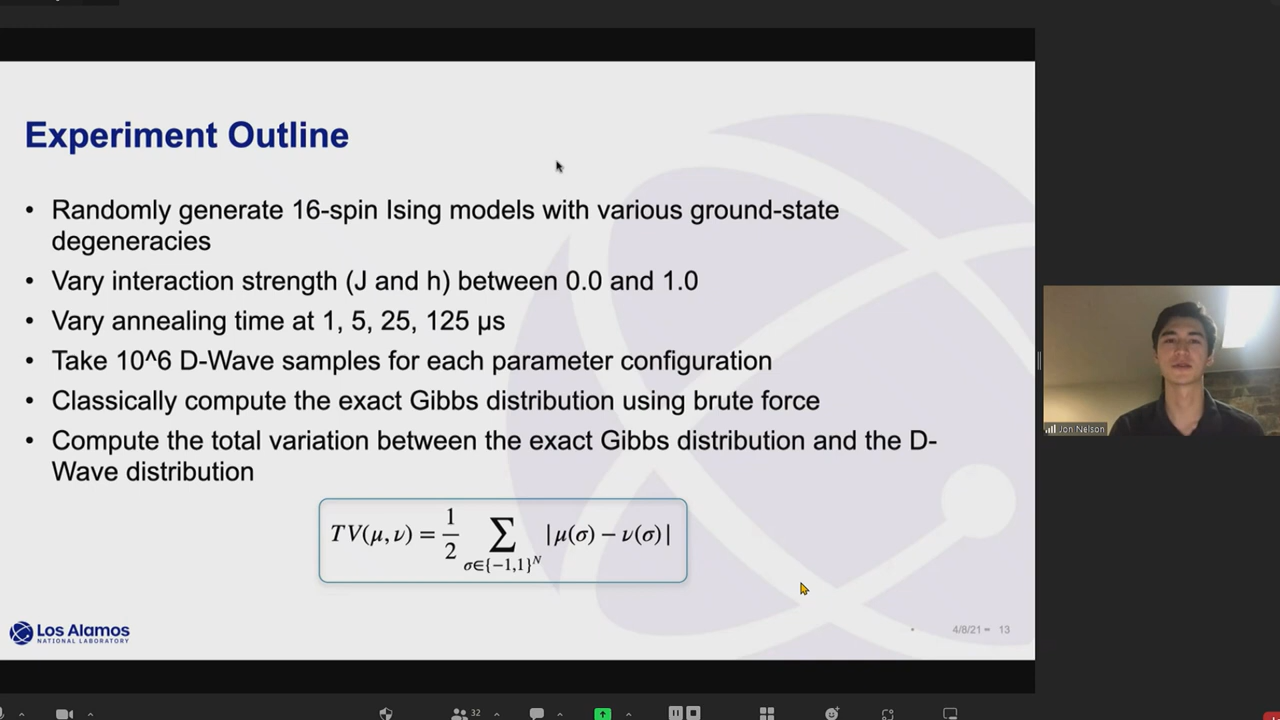 Experiment Outline
• Randomly generate 16-spin Ising models with various ground-state
degeneracies
• Vary interaction strength (J and h) between 0.0 and 1.0
• Vary annealing time at 1, 5, 25, 125 μs
• Take 10^6 D-Wave samples for each parameter configuration
• Classically compute the exact Gibbs distribution using brute force
• Compute the total variation between the exact Gibbs distribution and the D-
Wave distribution
TV(μ,ν) = 1/2 ∑ σ∈{−1,1}^N |μ(σ) − ν(σ)|
Los Alamos
NATIONAL LABORATORY
4/8/21 13
Jon Nelson
32